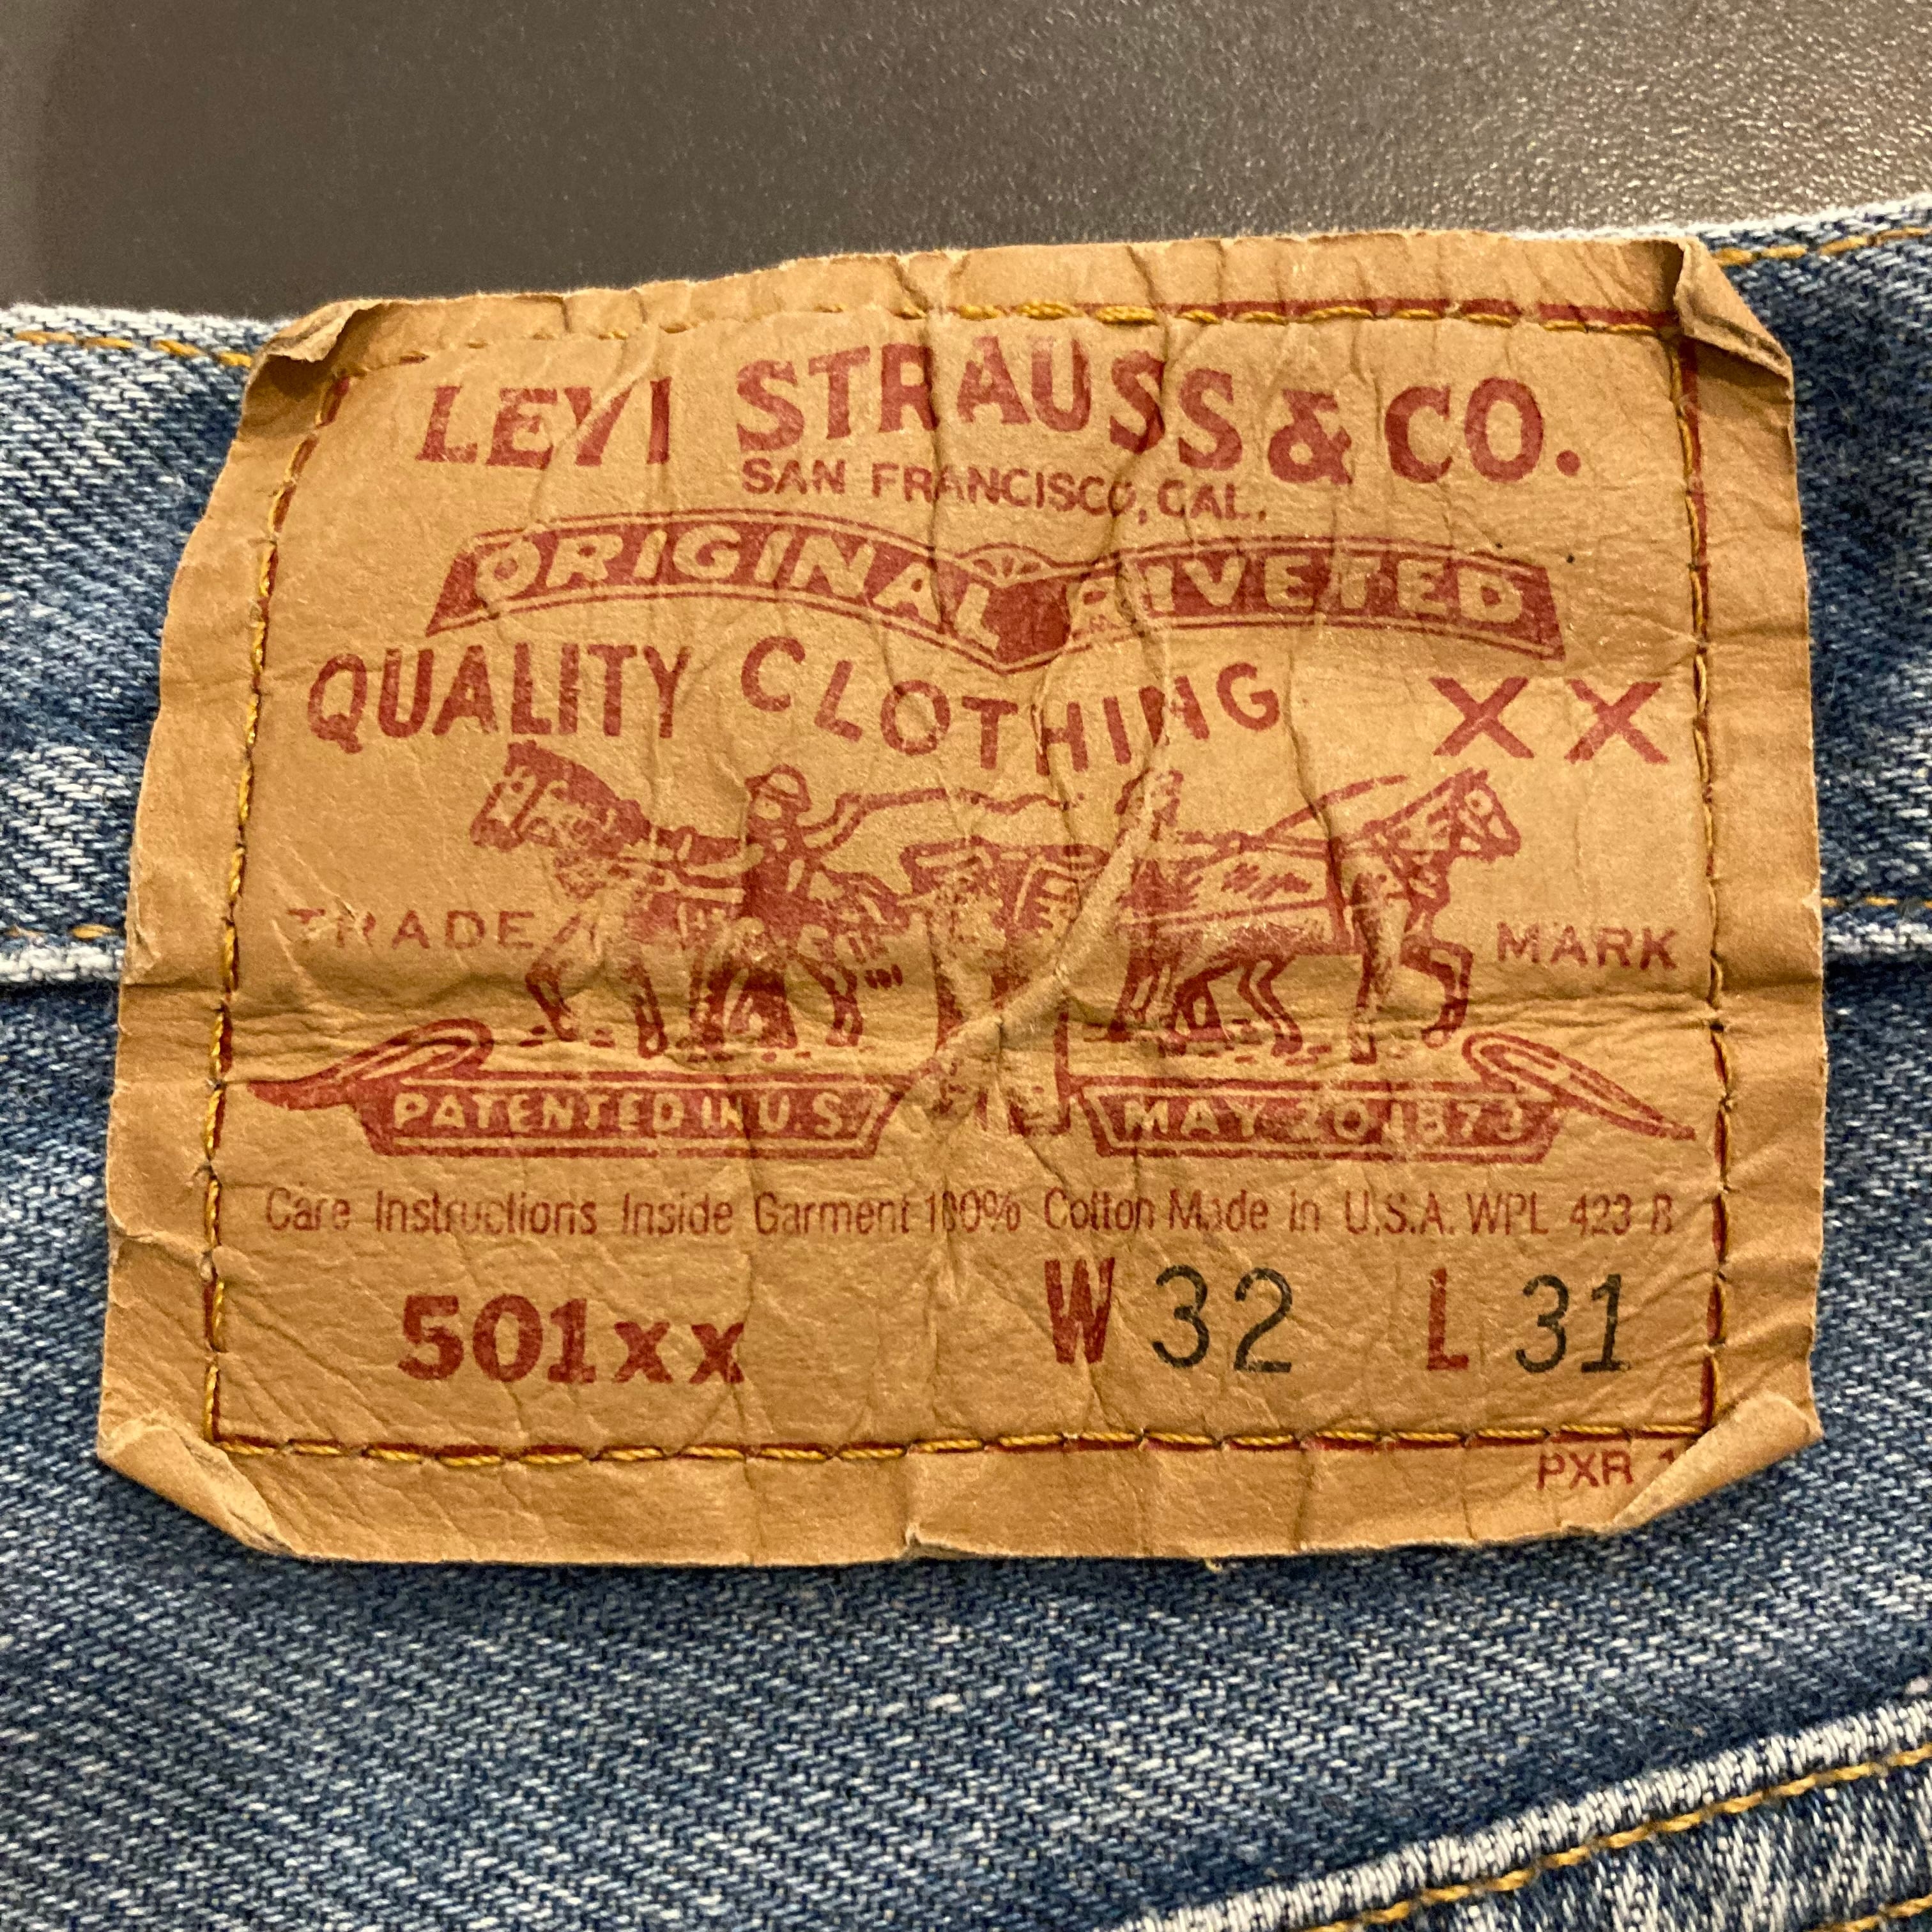 LEVI STRAUSS & CO.
SAN FRANCISCO, CAL.
ORIGINAL RIVETED
QUALITY CLOTHING XX
TRADE MARK
PATENTED IN U.S. MAY 20 1873
Care Instructions Inside Garment 100% Cotton Made in U.S.A. WPL 423 B
501xx W 32 L 31
PXR